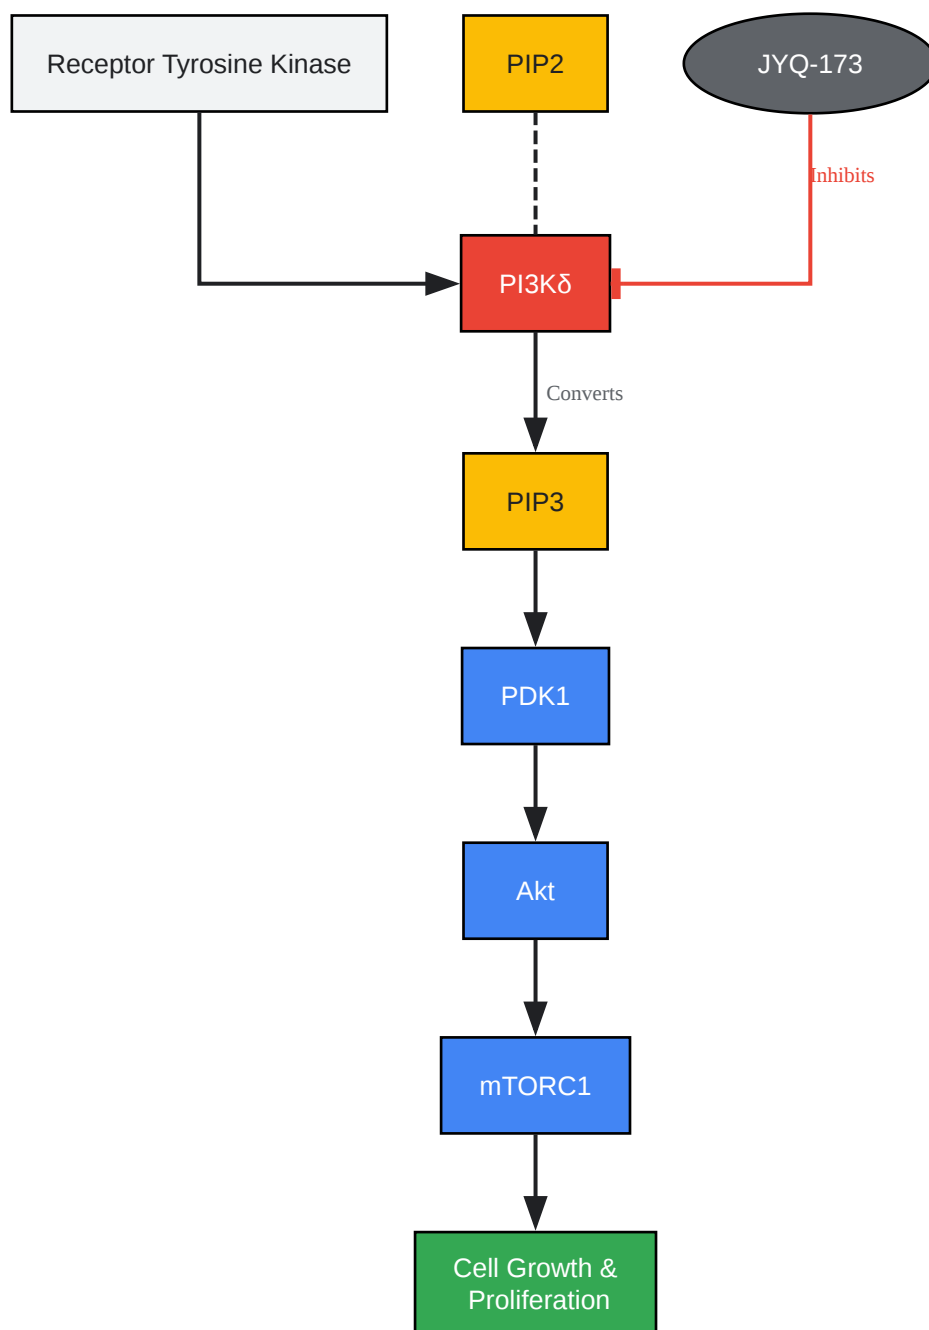 Receptor Tyrosine Kinase
PIP2
JYQ-173
Inhibits
PI3Kδ
Converts
PIP3
PDK1
Akt
mTORC1
Cell Growth &
Proliferation